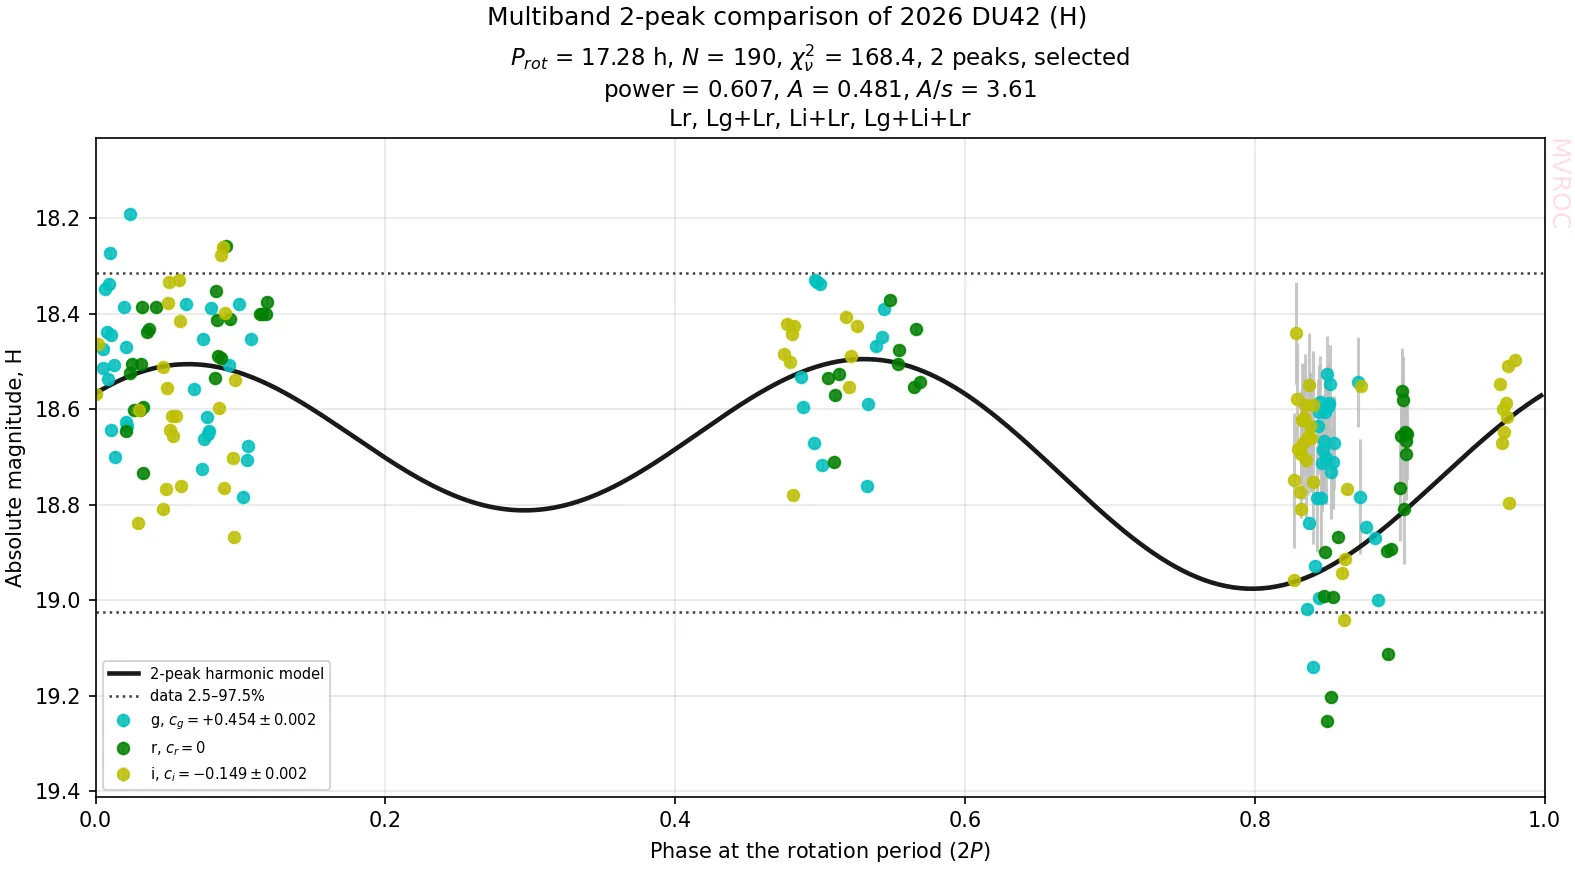 Multiband 2-peak comparison of 2026 DU42 (H)
P_rot = 17.28 h, N = 190, χ²_ν = 168.4, 2 peaks, selected
power = 0.607, A = 0.481, A/s = 3.61
Lr, Lg+Lr, Li+Lr, Lg+Li+Lr
MVROC
Absolute magnitude, H
18.2
18.4
18.6
18.8
19.0
19.2
19.4
2-peak harmonic model
data 2.5–97.5%
g, c_g = +0.454 ± 0.002
r, c_r = 0
i, c_i = −0.149 ± 0.002
0.0 0.2 0.4 0.6 0.8 1.0
Phase at the rotation period (2P)